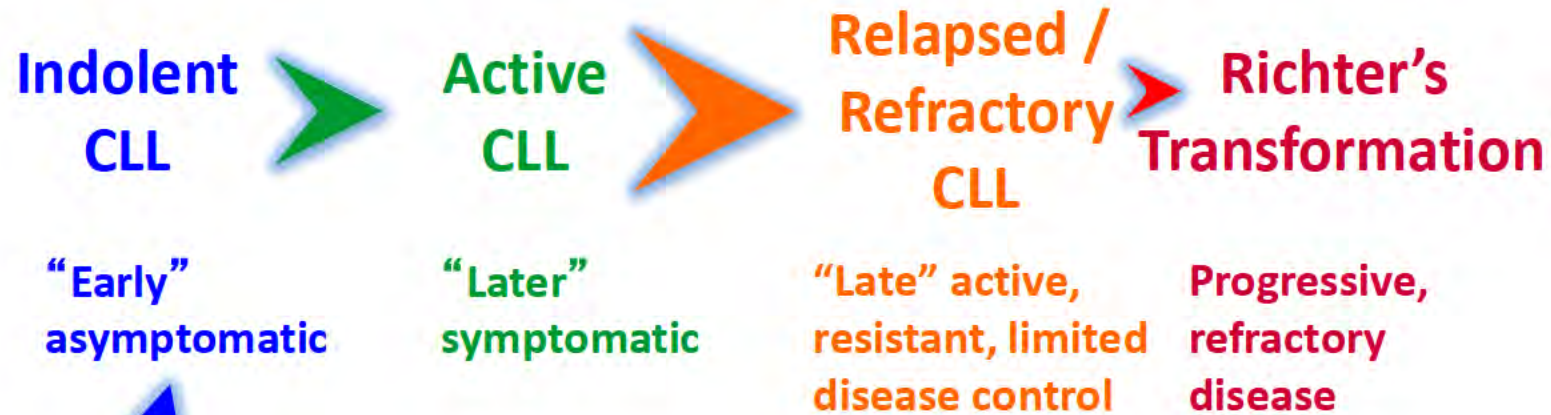 Indolent
CLL
Active
CLL
Relapsed /
Refractory
CLL
Richter’s
Transformation
“Early”
asymptomatic
“Later”
symptomatic
“Late” active,
resistant, limited
disease control
Progressive,
refractory
disease